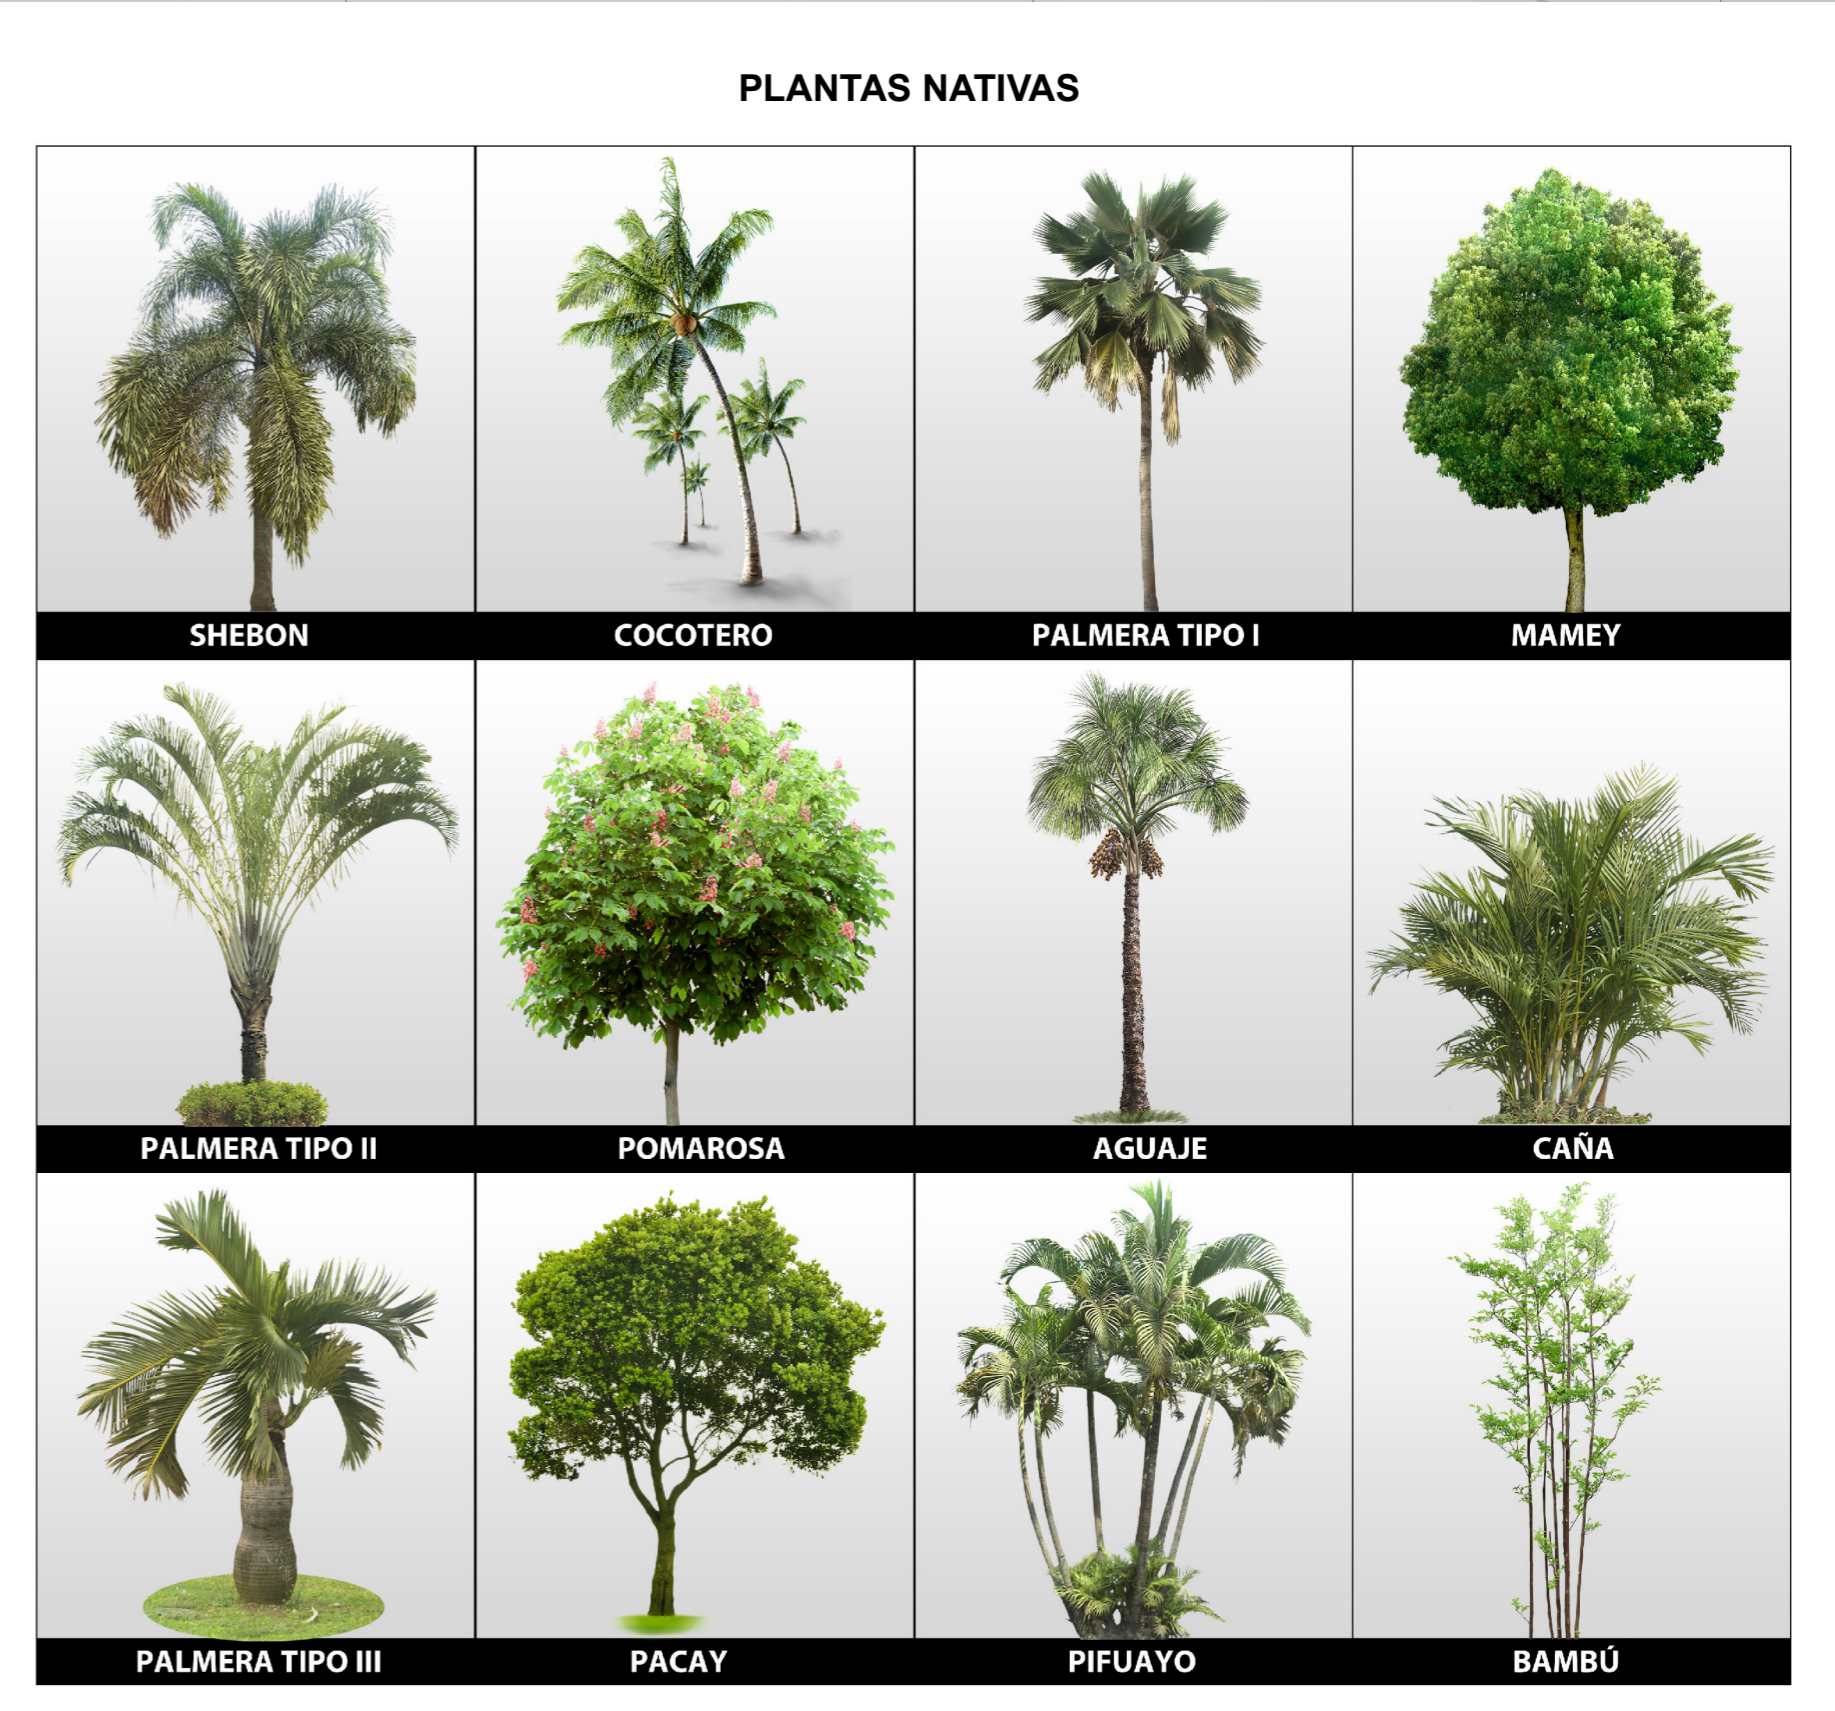 PLANTAS NATIVAS
SHEBON
COCOTERO
PALMERA TIPO I
MAMEY
PALMERA TIPO II
POMAROSA
AGUAJE
CAÑA
PALMERA TIPO III
PACAY
PIFUAYO
BAMBÚ